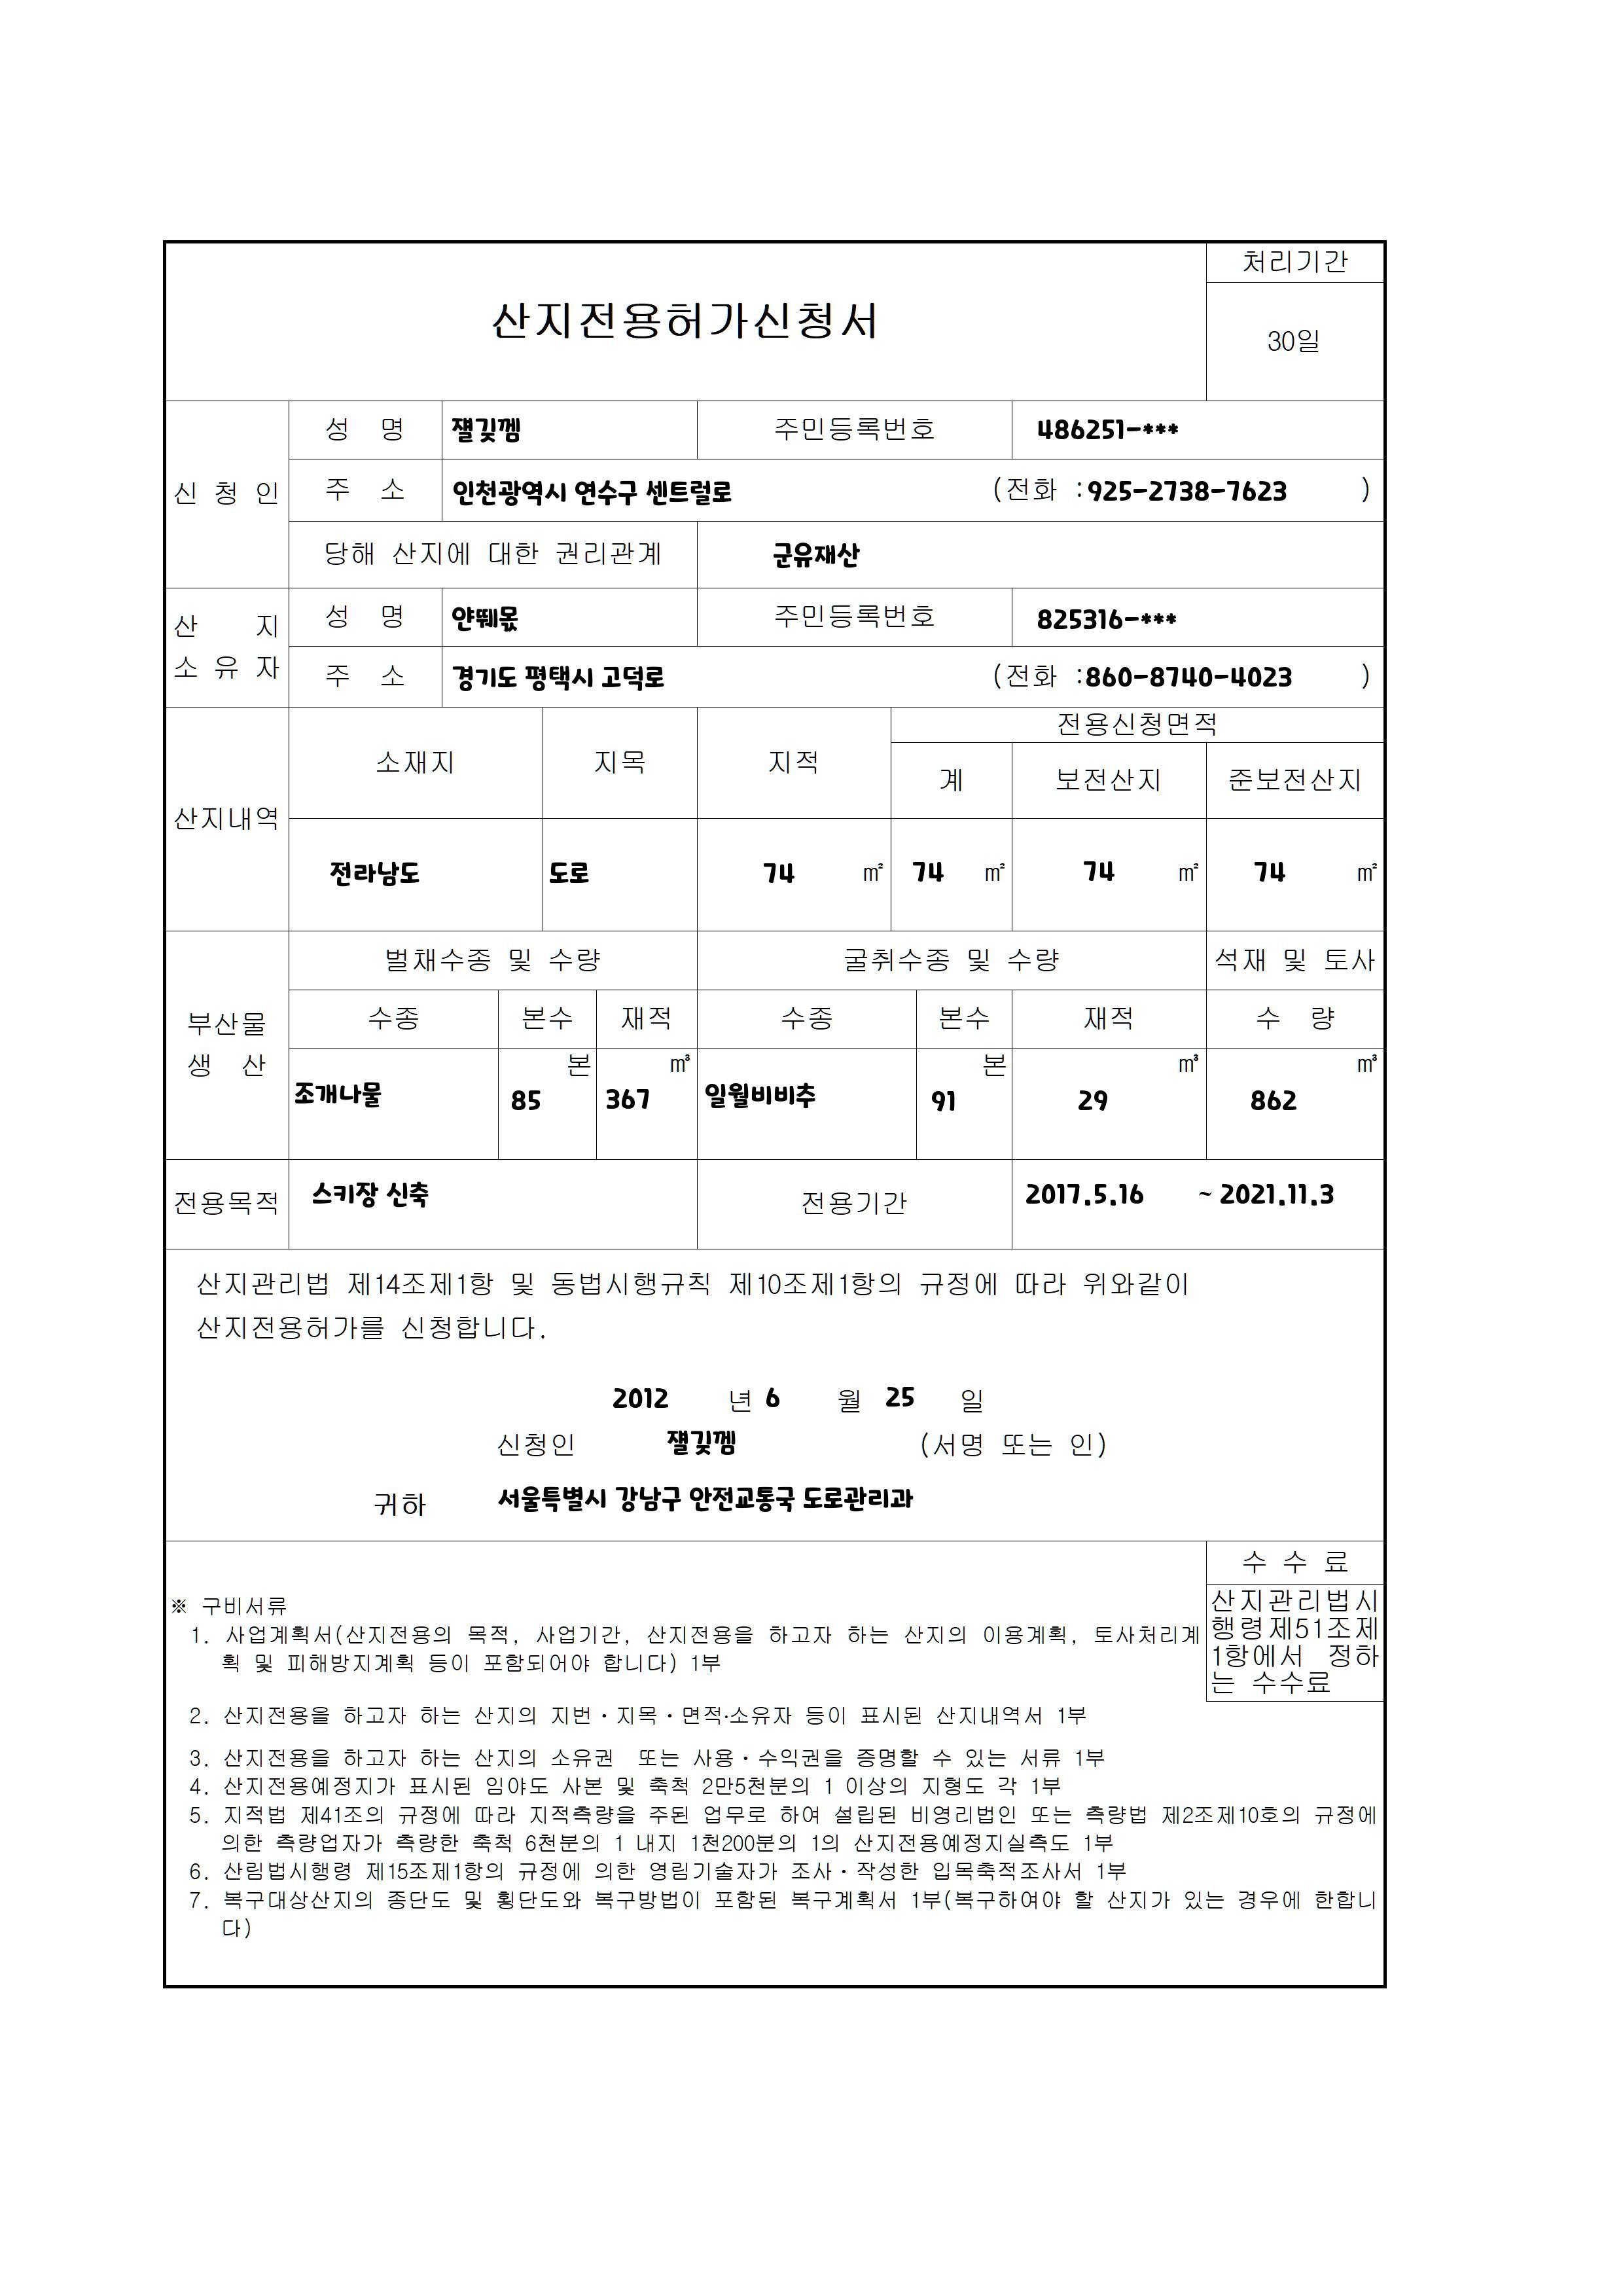 처리기간
산지전용허가신청서
30일
성 명 쟬깆껨 주민등록번호 486251-***
신 청 인 주 소 인천광역시 연수구 센트럴로 (전화 :925-2738-7623 )
당해 산지에 대한 권리관계 군유재산
산 지
소 유 자
성 명 얀뛔몫 주민등록번호 825316-***
주 소 경기도 평택시 고덕로 (전화 :860-8740-4023 )
산지내역
소재지 지목 지적 전용신청면적
계 보전산지 준보전산지
전라남도 도로 74 ㎡ 74 ㎡ 74 ㎡ 74 ㎡
부산물
생 산
벌채수종 및 수량 굴취수종 및 수량 석재 및 토사
수종 본수 재적 수종 본수 재적 수 량
본 ㎥ 본 ㎥ ㎥
조개나물 85 367 일월비비추 91 29 862
전용목적 스키장 신축 전용기간 2017.5.16 ~ 2021.11.3
산지관리법 제14조제1항 및 동법시행규칙 제10조제1항의 규정에 따라 위와같이
산지전용허가를 신청합니다.
2012 년 6 월 25 일
신청인 쟬깆껨 (서명 또는 인)
귀하 서울특별시 강남구 안전교통국 도로관리과
수 수 료
산지관리법시
행령제51조제
1항에서 정하
는 수수료
※ 구비서류
1. 사업계획서(산지전용의 목적, 사업기간, 산지전용을 하고자 하는 산지의 이용계획, 토사처리계
획 및 피해방지계획 등이 포함되어야 합니다) 1부
2. 산지전용을 하고자 하는 산지의 지번·지목·면적·소유자 등이 표시된 산지내역서 1부
3. 산지전용을 하고자 하는 산지의 소유권 또는 사용·수익권을 증명할 수 있는 서류 1부
4. 산지전용예정지가 표시된 임야도 사본 및 축척 2만5천분의 1 이상의 지형도 각 1부
5. 지적법 제41조의 규정에 따라 지적측량을 주된 업무로 하여 설립된 비영리법인 또는 측량법 제2조제10호의 규정에
의한 측량업자가 측량한 축척 6천분의 1 내지 1천200분의 1의 산지전용예정지실측도 1부
6. 산림법시행령 제15조제1항의 규정에 의한 영림기술자가 조사·작성한 입목축적조사서 1부
7. 복구대상산지의 종단도 및 횡단도와 복구방법이 포함된 복구계획서 1부(복구하여야 할 산지가 있는 경우에 한합니
다)